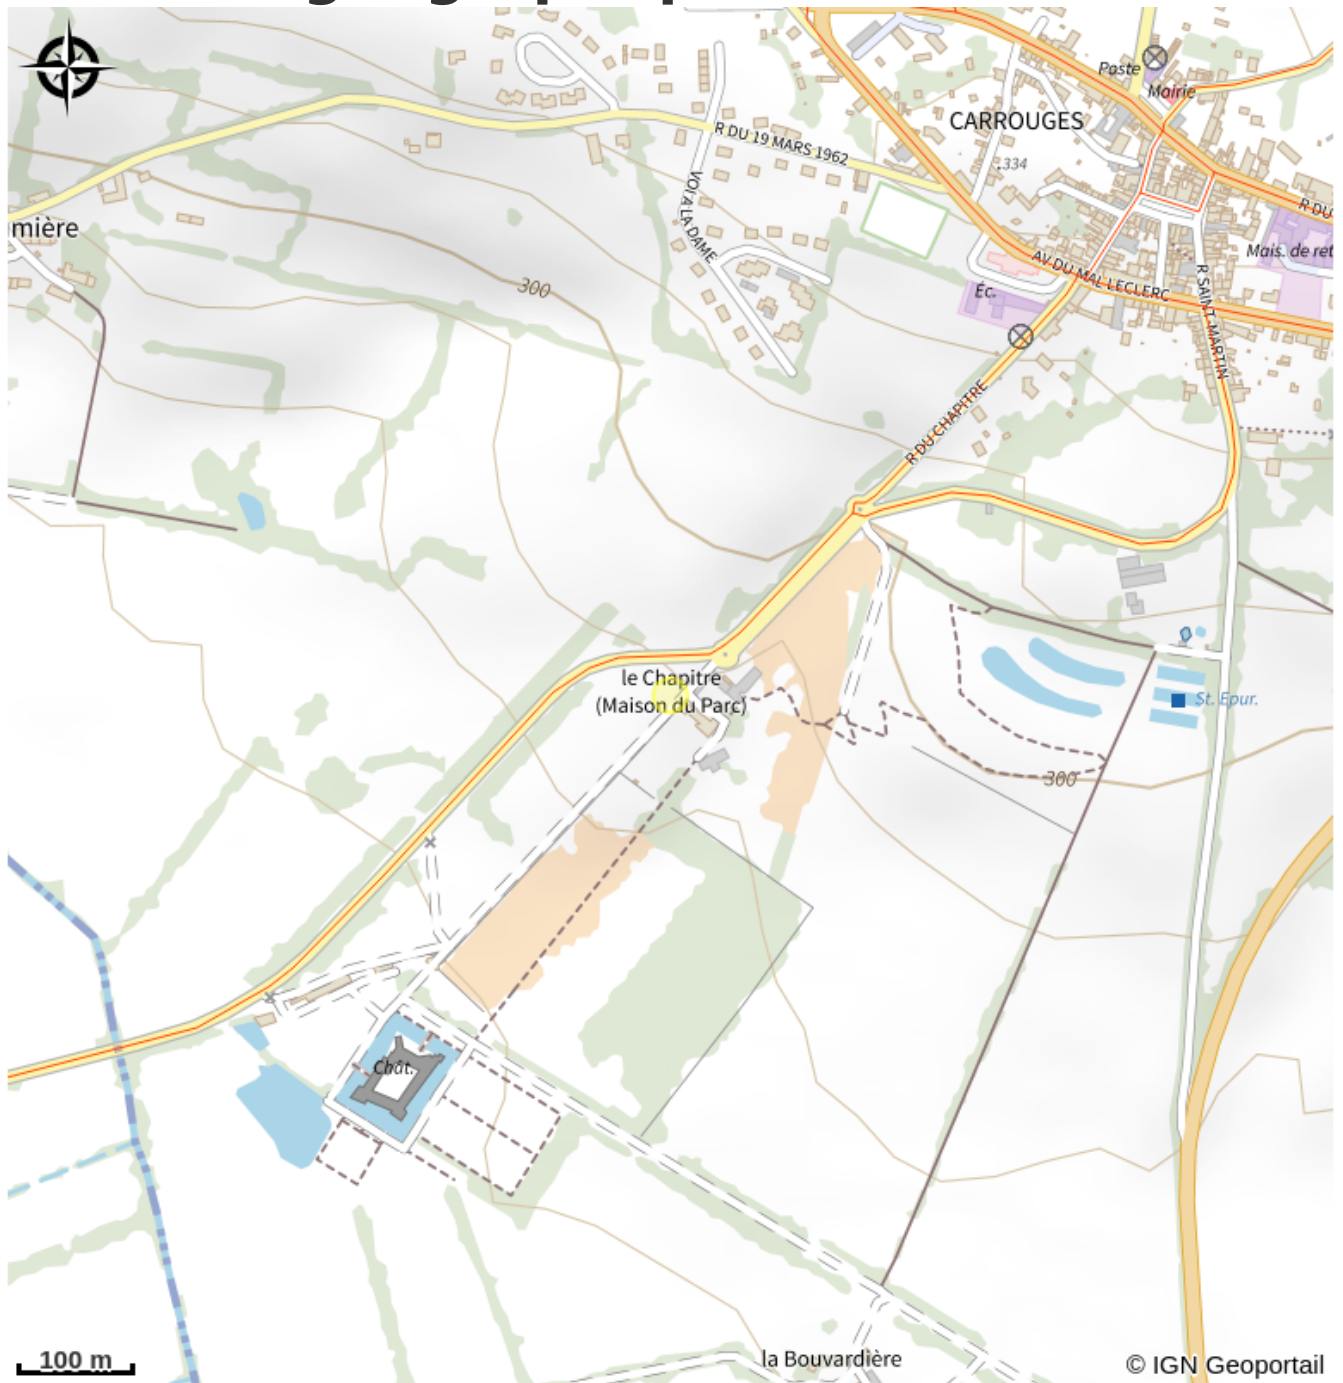 Poste
Mairie
CARROUGES
.334
R DU 19 MARS 1962
VOI A LA DAME
mière
R DU
Mais. de ret
AV DU MAL LECLERC
R SAINT-MARTIN
Éc.
300
R DU CHAPITRE
le Chapitre
(Maison du Parc)
St. Epur.
300
Chât.
la Bouvardière
100 m
© IGN Geoportail